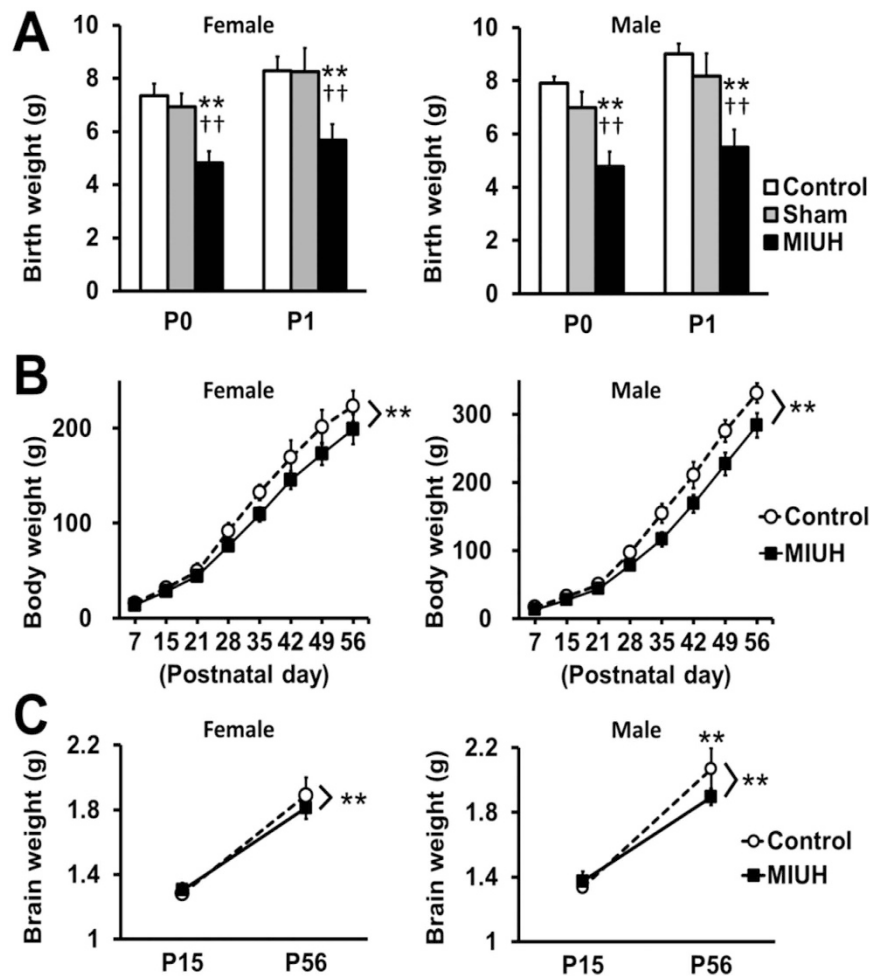 A
Female
Male
Birth weight (g)
10
8
6
4
2
0
**
††
**
††
P0
P1
Birth weight (g)
10
8
6
4
2
0
**
††
**
††
P0
P1
Control
Sham
MIUH
B
Female
Male
Body weight (g)
200
100
0
**
7 15 21 28 35 42 49 56
(Postnatal day)
Body weight (g)
300
200
100
0
**
7 15 21 28 35 42 49 56
(Postnatal day)
Control
MIUH
C
Female
Male
Brain weight (g)
2.2
1.8
1.4
1
**
P15
P56
Brain weight (g)
2.2
1.8
1.4
1
**
**
P15
P56
Control
MIUH